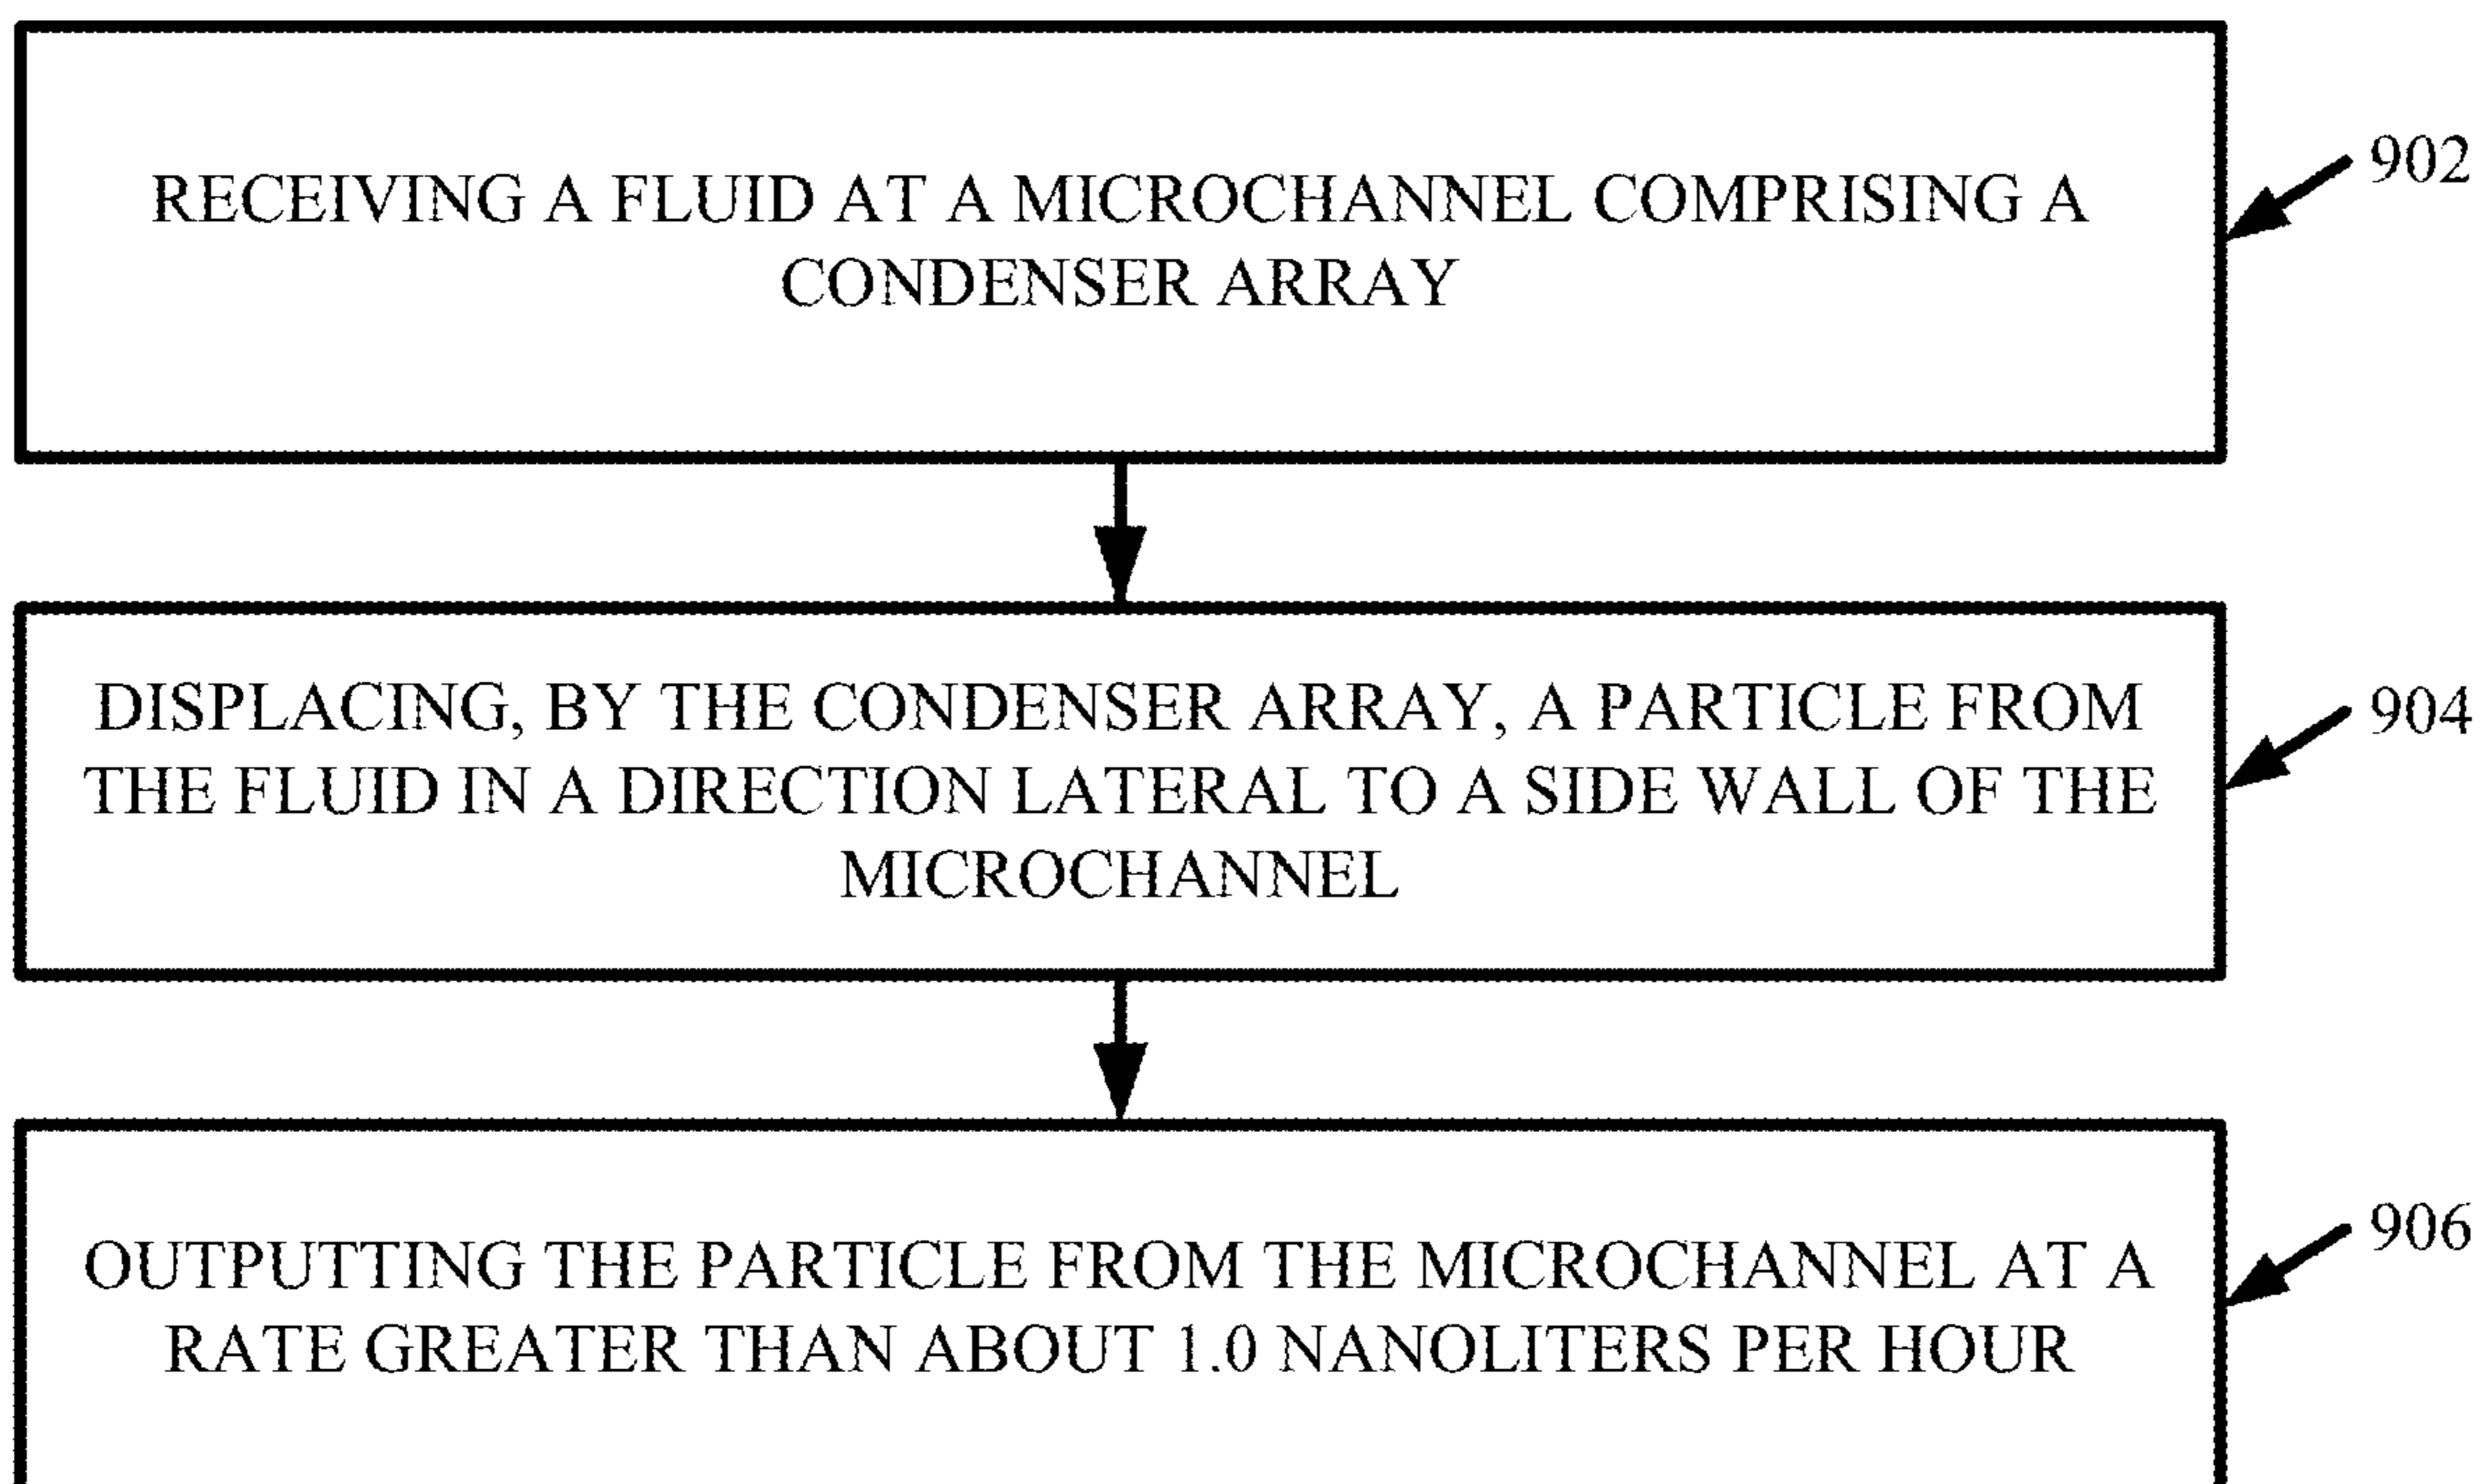 RECEIVING A FLUID AT A MICROCHANNEL COMPRISING A
CONDENSER ARRAY
902
DISPLACING, BY THE CONDENSER ARRAY, A PARTICLE FROM
THE FLUID IN A DIRECTION LATERAL TO A SIDE WALL OF THE
MICROCHANNEL
904
OUTPUTTING THE PARTICLE FROM THE MICROCHANNEL AT A
RATE GREATER THAN ABOUT 1.0 NANOLITERS PER HOUR
906